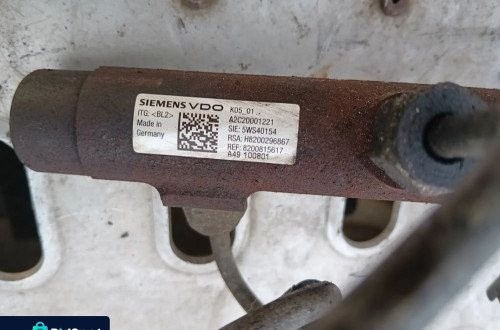 SIEMENS VDO
ITG: <BL2>
Made in
Germany
K05_01
A2C20001221
SIE: 5WS40154
RSA: H8200296867
REF: 8200815617
A49 100801